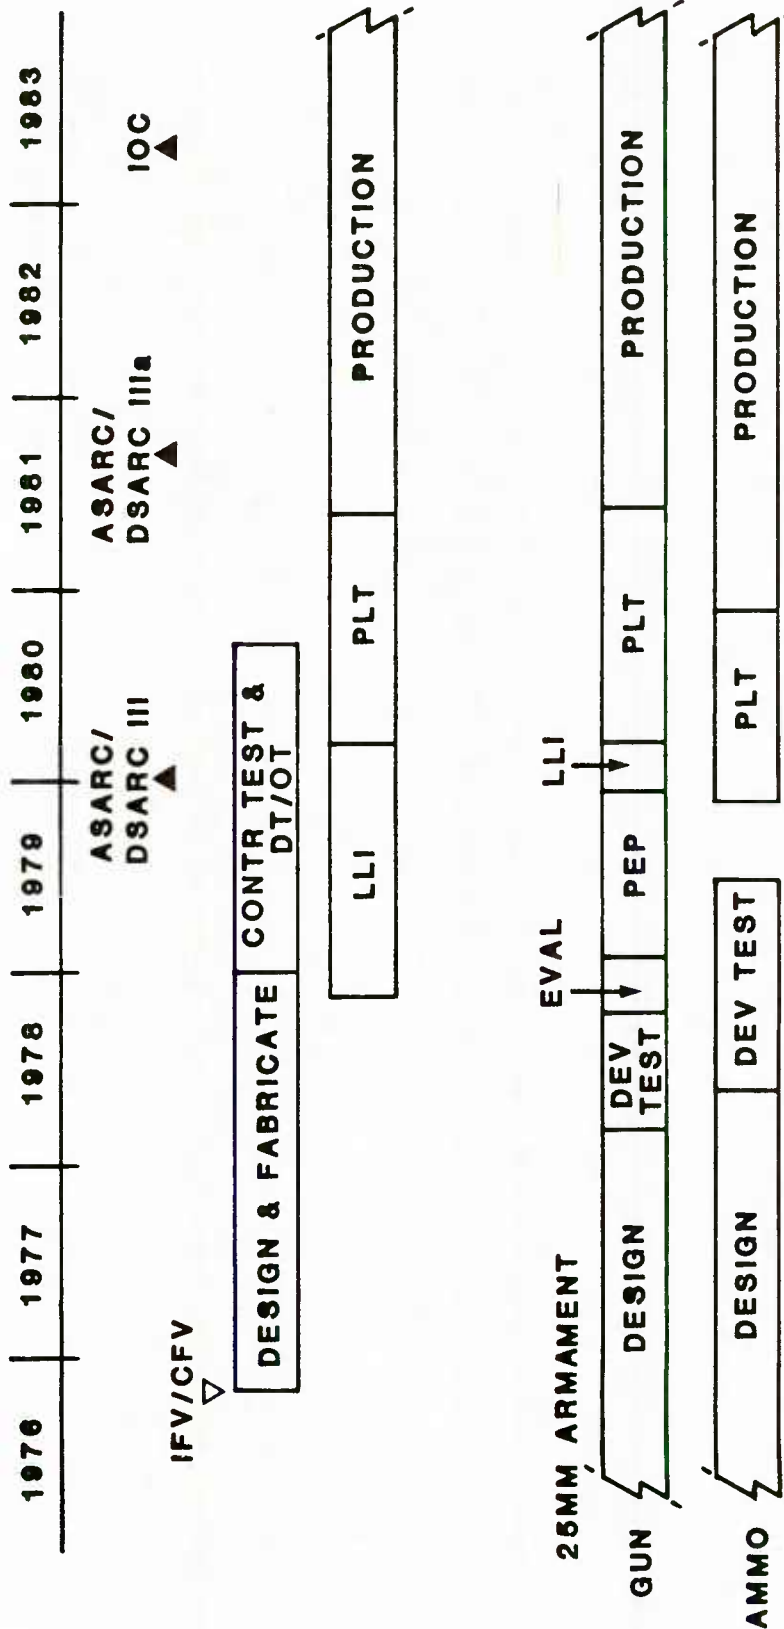 1976 1977 1978 1979 1980 1981 1982 1983
ASARC/ ASARC/
IFV/CFV DSARC III DSARC IIIa IOC
DESIGN & FABRICATE CONTR TEST &
DT/OT
LLI PLT PRODUCTION
25MM ARMAMENT EVAL LLI
GUN DESIGN DEV
TEST PEP PLT PRODUCTION
AMMO DESIGN DEV TEST PLT PRODUCTION